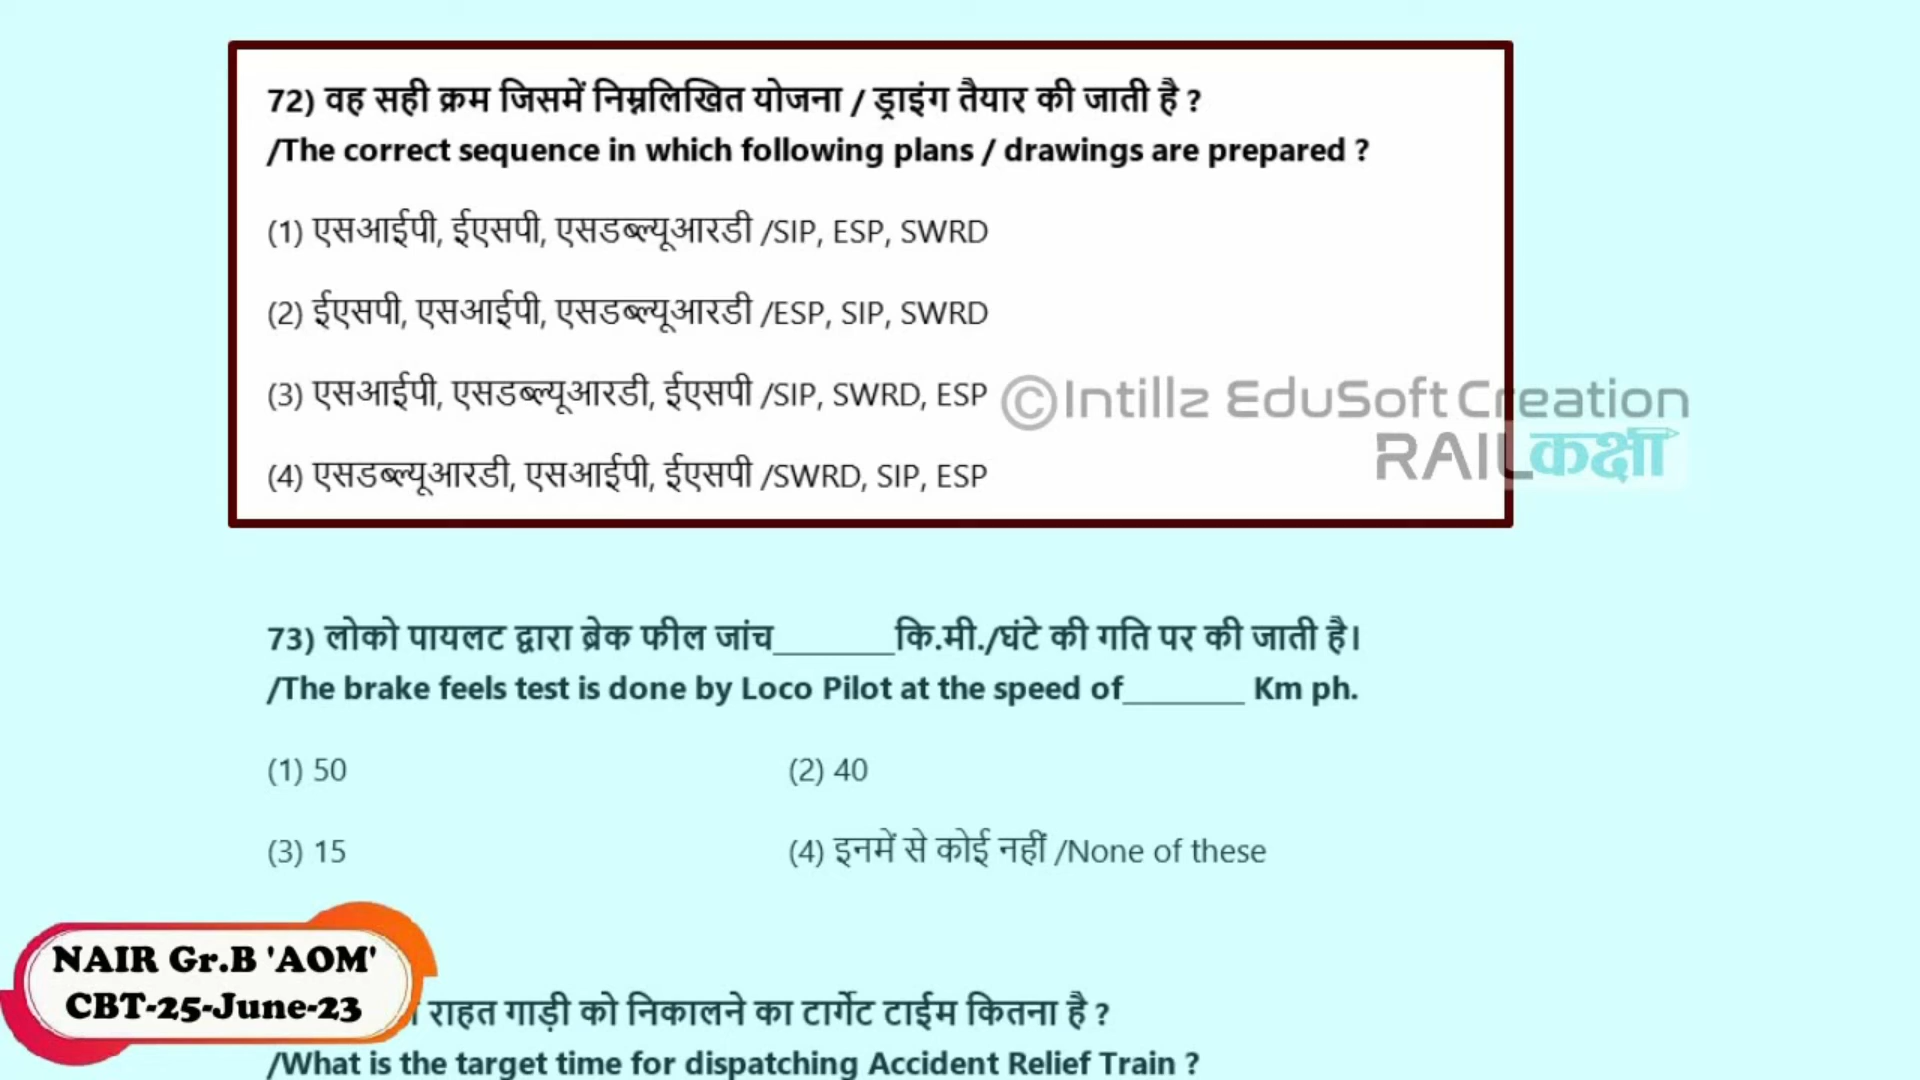 72) वह सही क्रम जिसमें निम्नलिखित योजना / ड्राइंग तैयार की जाती है ?
/The correct sequence in which following plans / drawings are prepared ?
(1) एसआईपी, ईएसपी, एसडब्ल्यूआरडी /SIP, ESP, SWRD
(2) ईएसपी, एसआईपी, एसडब्ल्यूआरडी /ESP, SIP, SWRD
(3) एसआईपी, एसडब्ल्यूआरडी, ईएसपी /SIP, SWRD, ESP
©Intillz EduSoft Creation
RAILकक्षा
(4) एसडब्ल्यूआरडी, एसआईपी, ईएसपी /SWRD, SIP, ESP
73) लोको पायलट द्वारा ब्रेक फील जांच________कि.मी./घंटे की गति पर की जाती है।
/The brake feels test is done by Loco Pilot at the speed of________ Km ph.
(1) 50 (2) 40
(3) 15 (4) इनमें से कोई नहीं /None of these
NAIR Gr.B 'AOM'
CBT-25-June-23
राहत गाड़ी को निकालने का टार्गेट टाईम कितना है ?
/What is the target time for dispatching Accident Relief Train ?